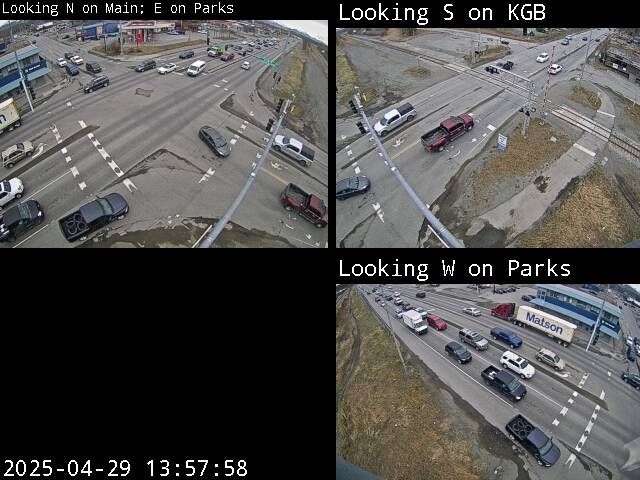 Looking N on Main; E on Parks
Looking S on KGB
Looking W on Parks
Matson
2025-04-29 13:57:58